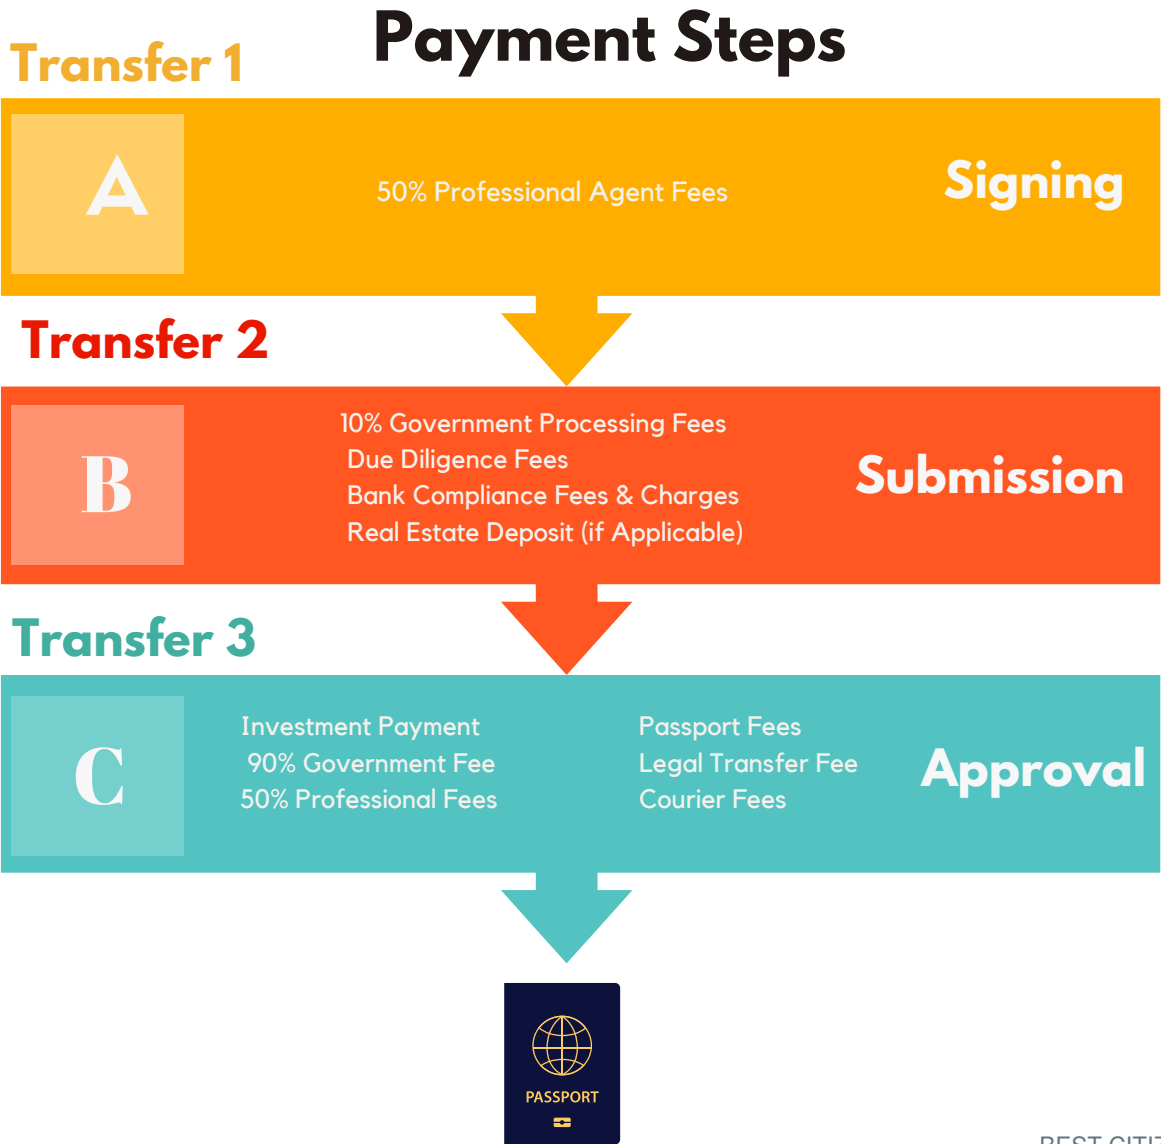 Payment Steps
Transfer 1
A
50% Professional Agent Fees
Signing
Transfer 2
B
10% Government Processing Fees
Due Diligence Fees
Bank Compliance Fees & Charges
Real Estate Deposit (if Applicable)
Submission
Transfer 3
C
Investment Payment
90% Government Fee
50% Professional Fees
Passport Fees
Legal Transfer Fee
Courier Fees
Approval
PASSPORT
BEST